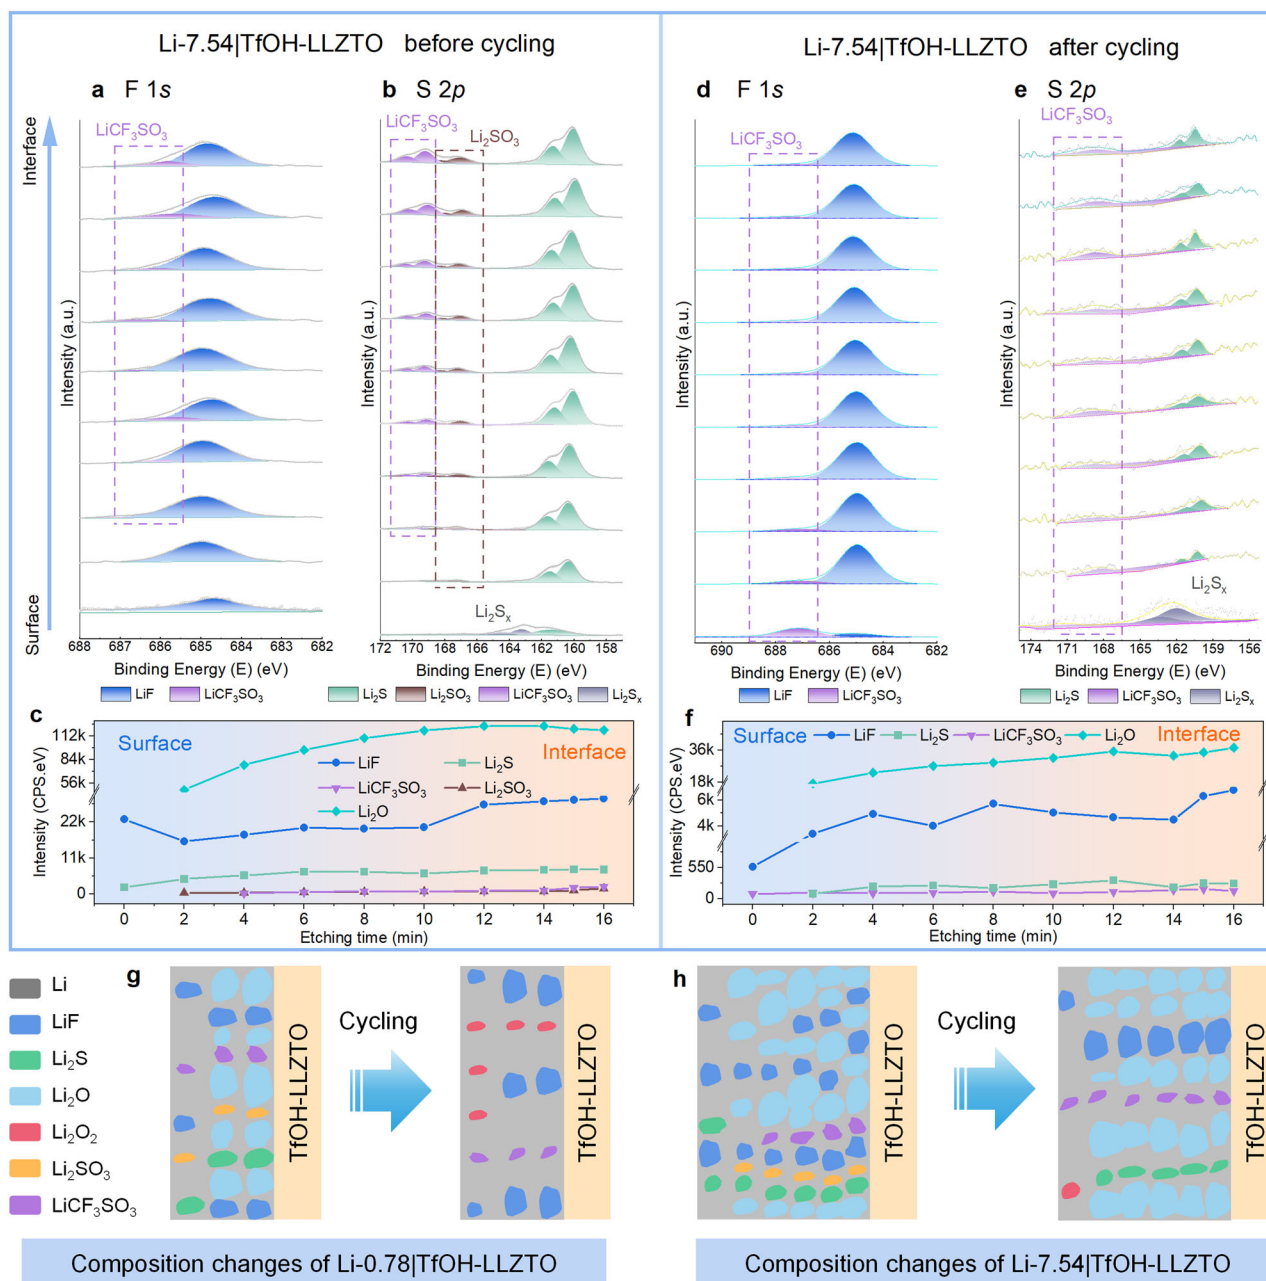 Li-7.54|TfOH-LLZTO before cycling
a F 1s
b S 2p
Interface
Surface
Intensity (a.u.)
LiCF₃SO₃
688 687 686 685 684 683 682
Binding Energy (E) (eV)
LiF LiCF₃SO₃
Intensity (a.u.)
LiCF₃SO₃
Li₂SO₃
Li₂Sₓ
172 170 168 166 164 162 160 158
Binding Energy (E) (eV)
Li₂S Li₂SO₃ LiCF₃SO₃ Li₂Sₓ
c
Surface
Interface
Intensity (CPS.eV)
112k
84k
56k
22k
11k
0
LiF Li₂S
LiCF₃SO₃ Li₂SO₃
Li₂O
0 2 4 6 8 10 12 14 16
Etching time (min)
Li-7.54|TfOH-LLZTO after cycling
d F 1s
e S 2p
Intensity (a.u.)
LiCF₃SO₃
690 688 686 684 682
Binding Energy (E) (eV)
LiF LiCF₃SO₃
Intensity (a.u.)
LiCF₃SO₃
Li₂Sₓ
174 171 168 165 162 159 156
Binding Energy (E) (eV)
Li₂S LiCF₃SO₃ Li₂Sₓ
f
Surface
Interface
LiF Li₂S LiCF₃SO₃ Li₂O
Intensity (CPS.eV)
36k
18k
6k
4k
550
0
0 2 4 6 8 10 12 14 16
Etching time (min)
Li
LiF
Li₂S
Li₂O
Li₂O₂
Li₂SO₃
LiCF₃SO₃
g
TfOH-LLZTO
Cycling
TfOH-LLZTO
Composition changes of Li-0.78|TfOH-LLZTO
h
TfOH-LLZTO
Cycling
TfOH-LLZTO
Composition changes of Li-7.54|TfOH-LLZTO